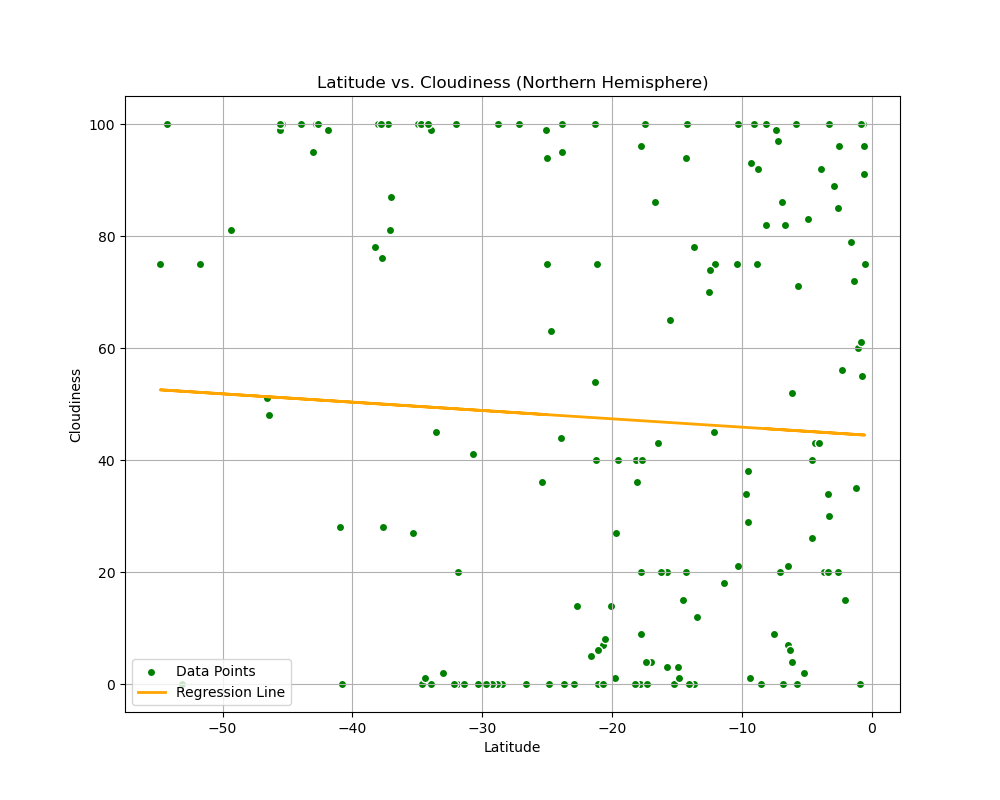 Latitude vs. Cloudiness (Northern Hemisphere)
100
80
60
40
20
0
Cloudiness
Data Points
Regression Line
−50
−40
−30
−20
−10
0
Latitude